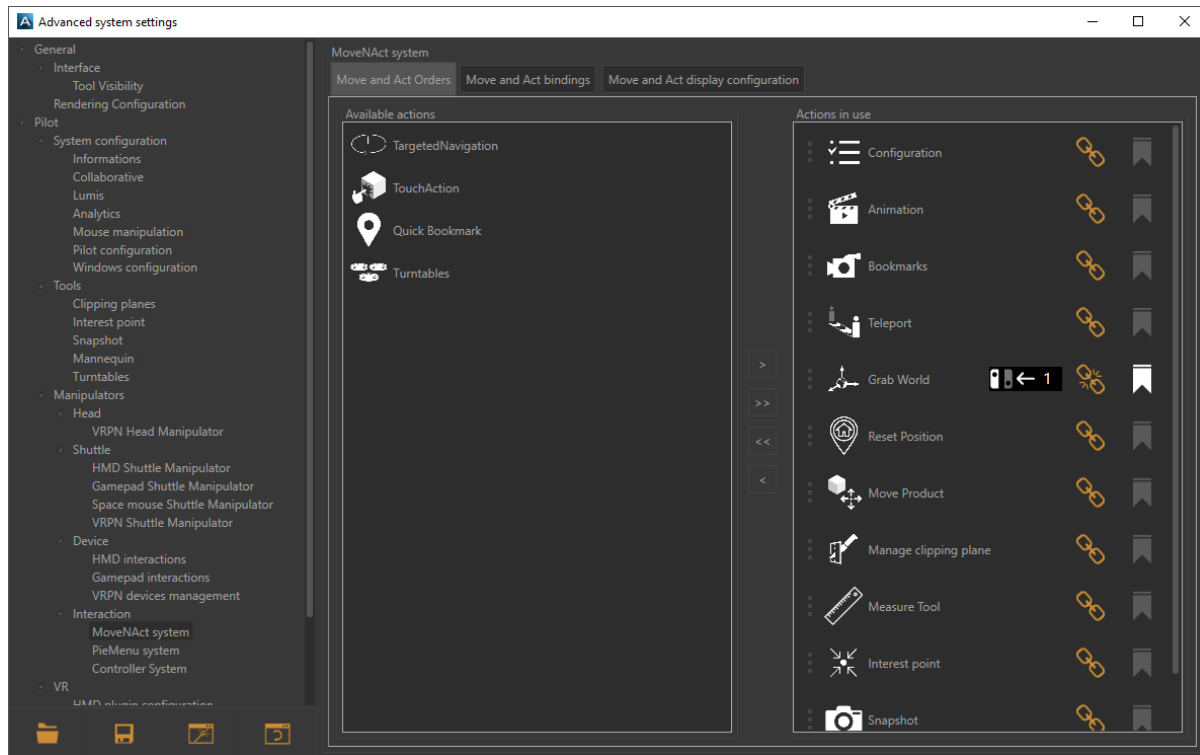 Advanced system settings
General
Interface
Tool Visibility
Rendering Configuration
Pilot
System configuration
Informations
Collaborative
Lumis
Analytics
Mouse manipulation
Pilot configuration
Windows configuration
Tools
Clipping planes
Interest point
Snapshot
Mannequin
Turntables
Manipulators
Head
VRPN Head Manipulator
Shuttle
HMD Shuttle Manipulator
Gamepad Shuttle Manipulator
Space mouse Shuttle Manipulator
VRPN Shuttle Manipulator
Device
HMD interactions
Gamepad interactions
VRPN devices management
Interaction
MoveNAct system
PieMenu system
Controller System
VR
HMD plugin configuration
MoveNAct system
Move and Act Orders Move and Act bindings Move and Act display configuration
Available actions
TargetedNavigation
TouchAction
Quick Bookmark
Turntables
>
>>
<<
<
Actions in use
Configuration
Animation
Bookmarks
Teleport
Grab World 1
Reset Position
Move Product
Manage clipping plane
Measure Tool
Interest point
Snapshot